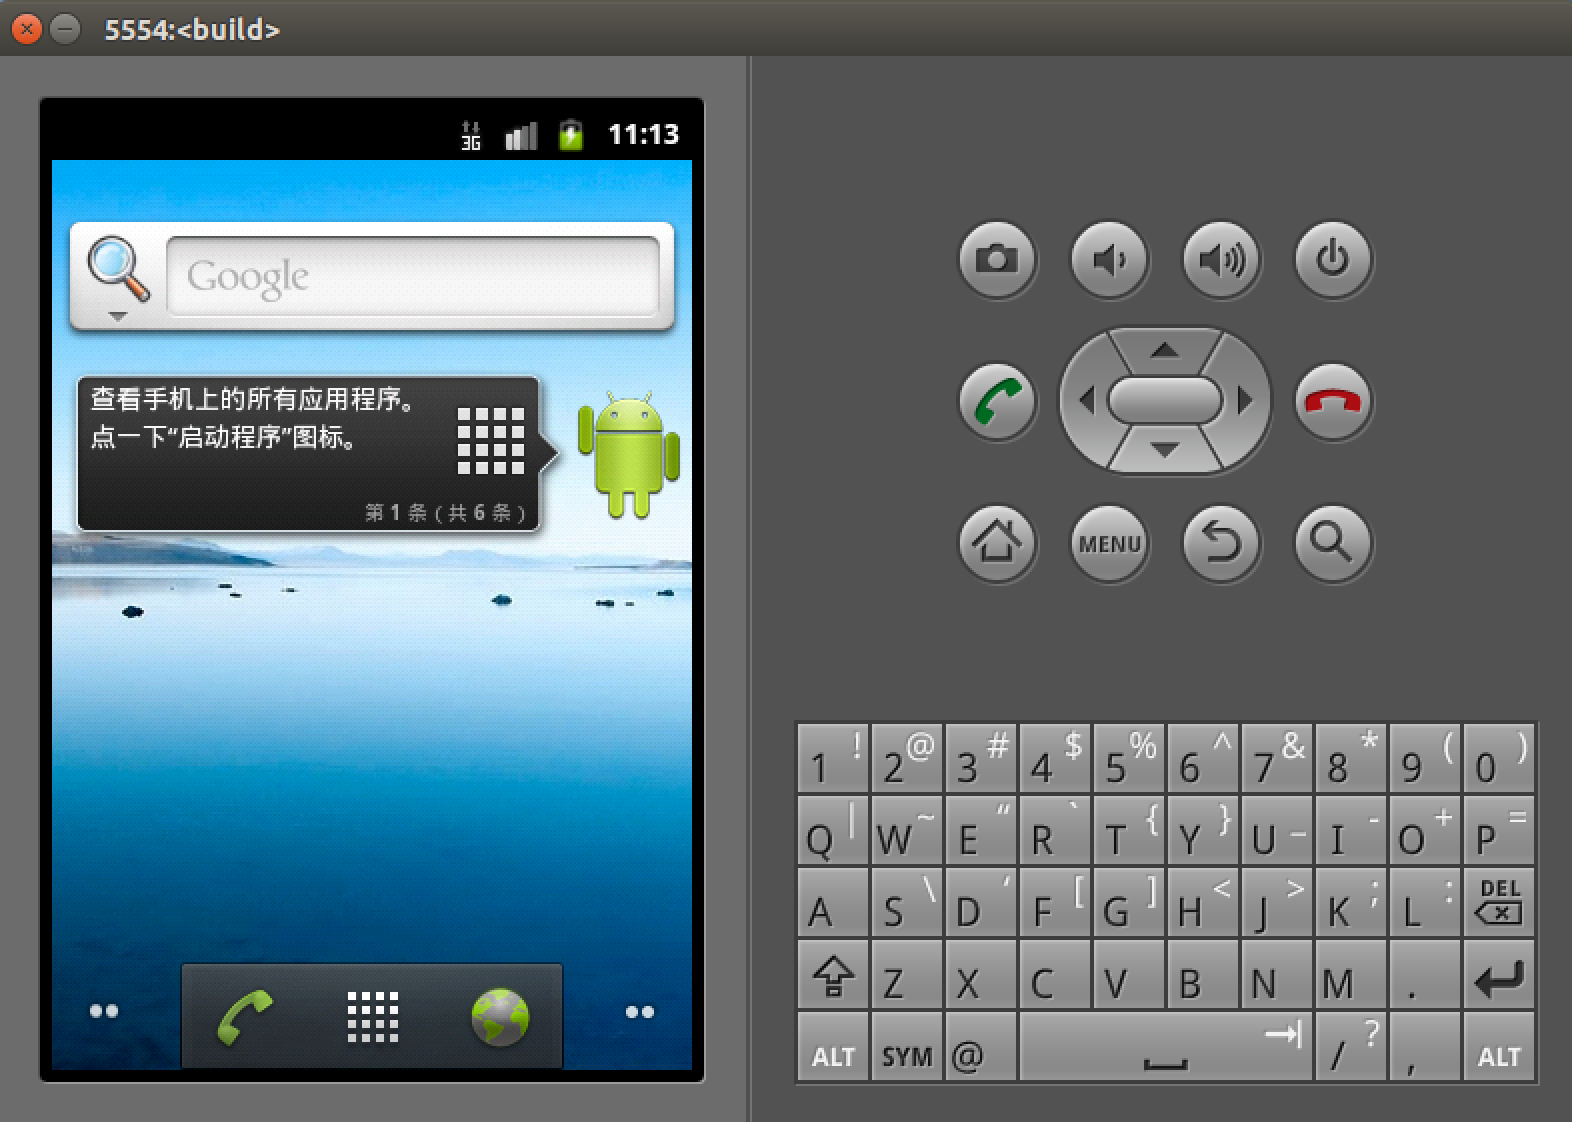 5554:<build>
3G 11:13
Google
查看手机上的所有应用程序。
点一下“启动程序”图标。
第 1 条 ( 共 6 条 )
MENU
1 ! 2 @ 3 # 4 $ 5 % 6 ^ 7 & 8 * 9 ( 0 )
Q | W ~ E “ R ` T { Y } U _ I - O + P =
A S \ D ‘ F [ G ] H < J > K ; L : DEL
Z X C V B N M .
ALT SYM @ / ? , ALT